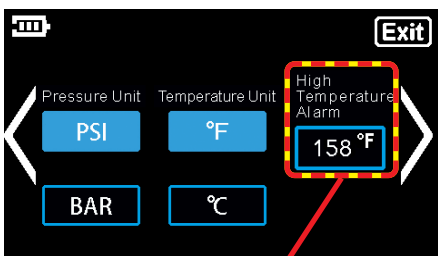 Exit
Pressure Unit
PSI
BAR
Temperature Unit
°F
℃
High
Temperature
Alarm
158 °F